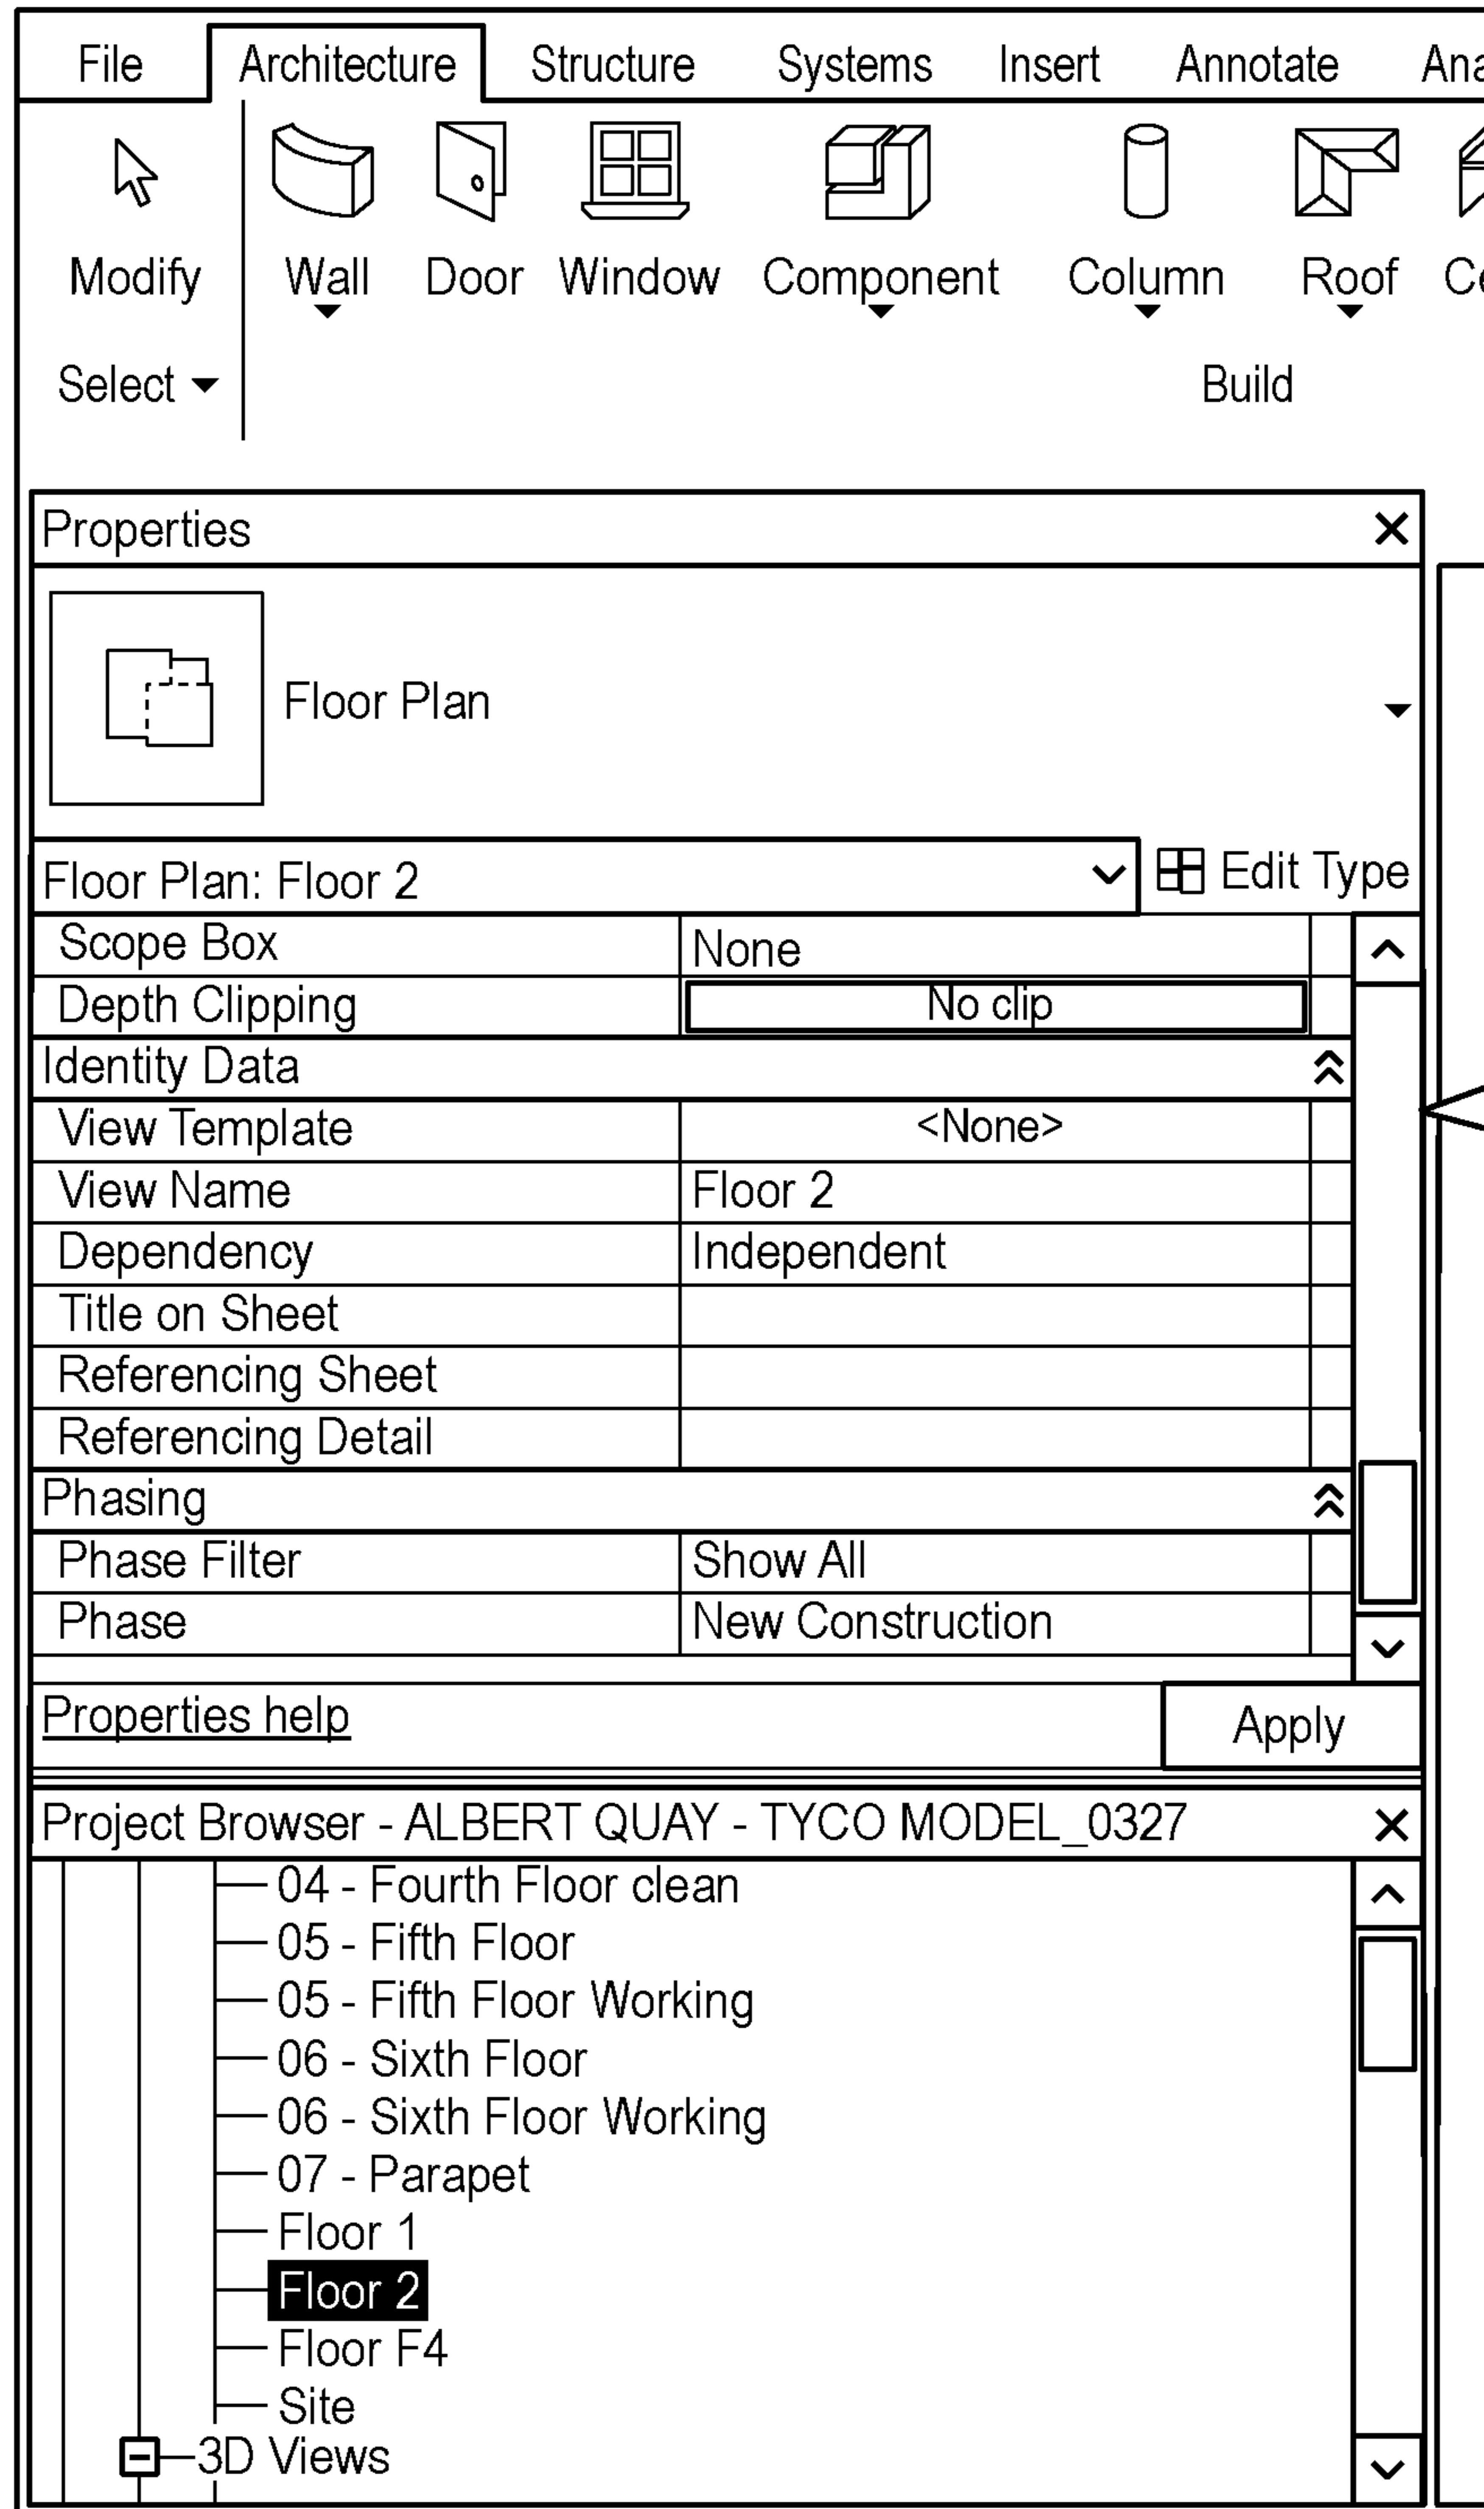 File Architecture Structure Systems Insert Annotate
Modify Wall Door Window Component Column Roof
Select Build
Properties
Floor Plan
Floor Plan: Floor 2 Edit Type
Scope Box None
Depth Clipping No clip
Identity Data
View Template <None>
View Name Floor 2
Dependency Independent
Title on Sheet
Referencing Sheet
Referencing Detail
Phasing
Phase Filter Show All
Phase New Construction
Properties help Apply
Project Browser - ALBERT QUAY - TYCO MODEL_0327
04 - Fourth Floor clean
05 - Fifth Floor
05 - Fifth Floor Working
06 - Sixth Floor
06 - Sixth Floor Working
07 - Parapet
Floor 1
Floor 2
Floor F4
Site
3D Views